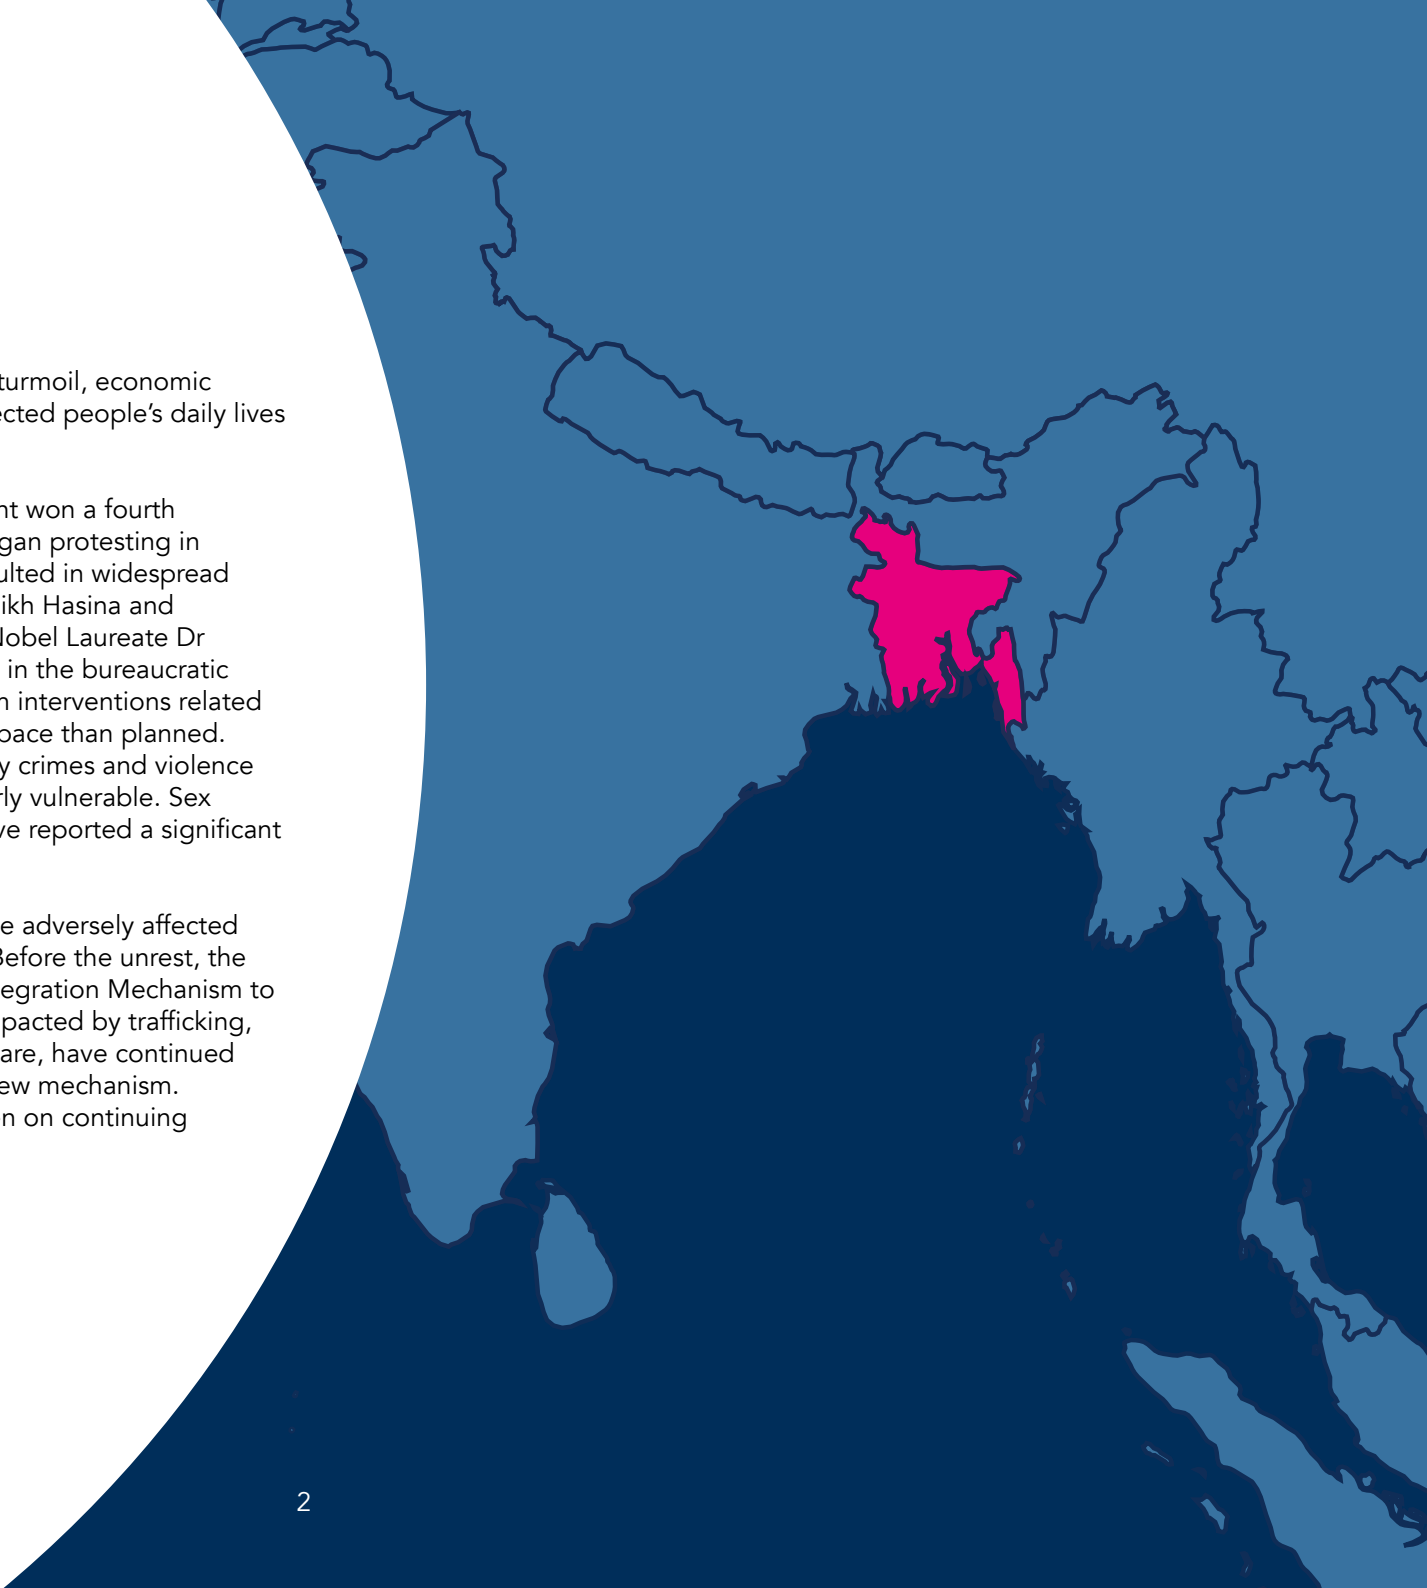 turmoil, economic
ected people's daily lives
nt won a fourth
gan protesting in
ulted in widespread
ikh Hasina and
Nobel Laureate Dr
in the bureaucratic
n interventions related
pace than planned.
y crimes and violence
rly vulnerable. Sex
ve reported a significant
e adversely affected
Before the unrest, the
tegration Mechanism to
pacted by trafficking,
are, have continued
ew mechanism.
n on continuing
2